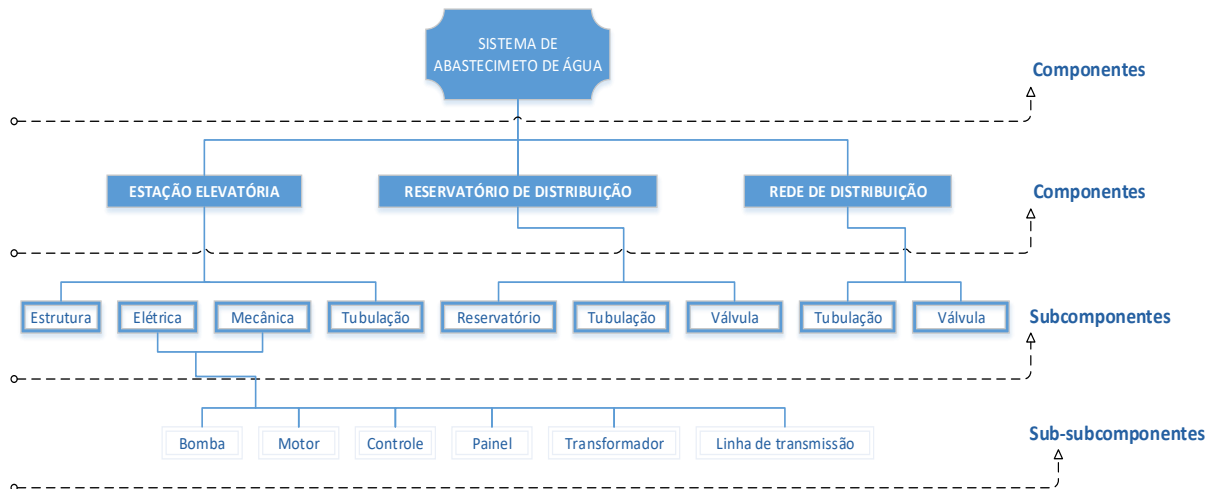 SISTEMA DE
ABASTECIMETO DE ÁGUA
Componentes
ESTAÇÃO ELEVATÓRIA
RESERVATÓRIO DE DISTRIBUIÇÃO
REDE DE DISTRIBUIÇÃO
Componentes
Estrutura
Elétrica
Mecânica
Tubulação
Reservatório
Tubulação
Válvula
Tubulação
Válvula
Subcomponentes
Bomba
Motor
Controle
Painel
Transformador
Linha de transmissão
Sub-subcomponentes